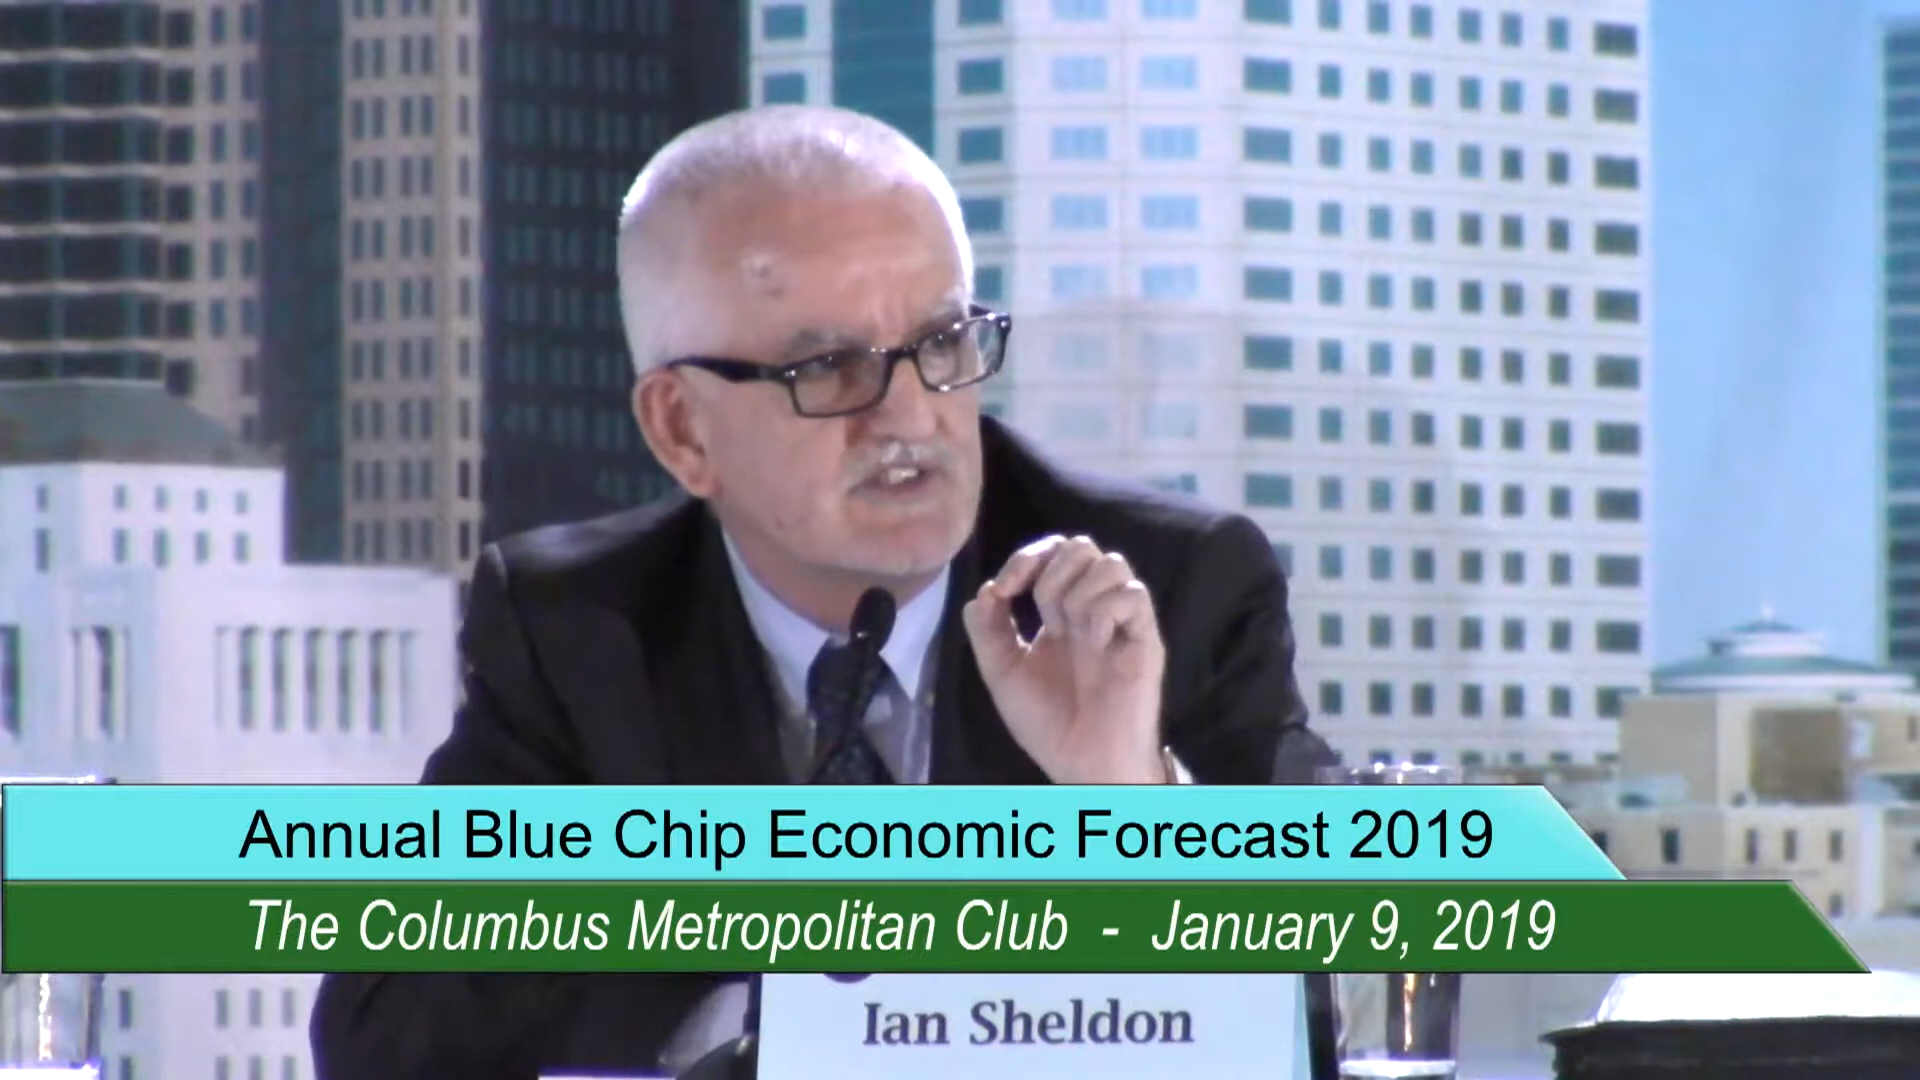 Annual Blue Chip Economic Forecast 2019
The Columbus Metropolitan Club - January 9, 2019
Ian Sheldon